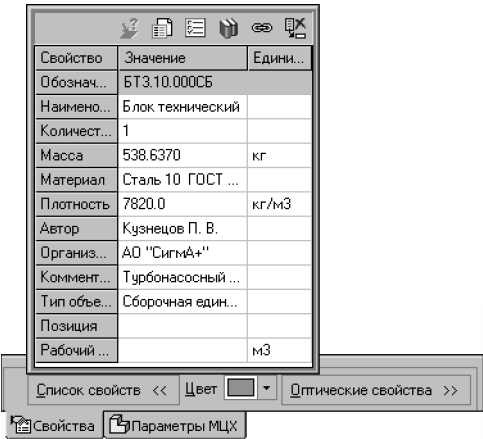 Свойство Значение Едини...
Обознач... БТ3.10.000СБ
Наимено... Блок технический
Количест... 1
Масса 538.6370 кг
Материал Сталь 10 ГОСТ ...
Плотность 7820.0 кг/м3
Автор Кузнецов П. В.
Организ... АО "СигмА+"
Коммент... Турбонасосный ...
Тип объе... Сборочная един...
Позиция
Рабочий ... м3
Список свойств << Цвет Оптические свойства >>
Свойства Параметры МЦХ